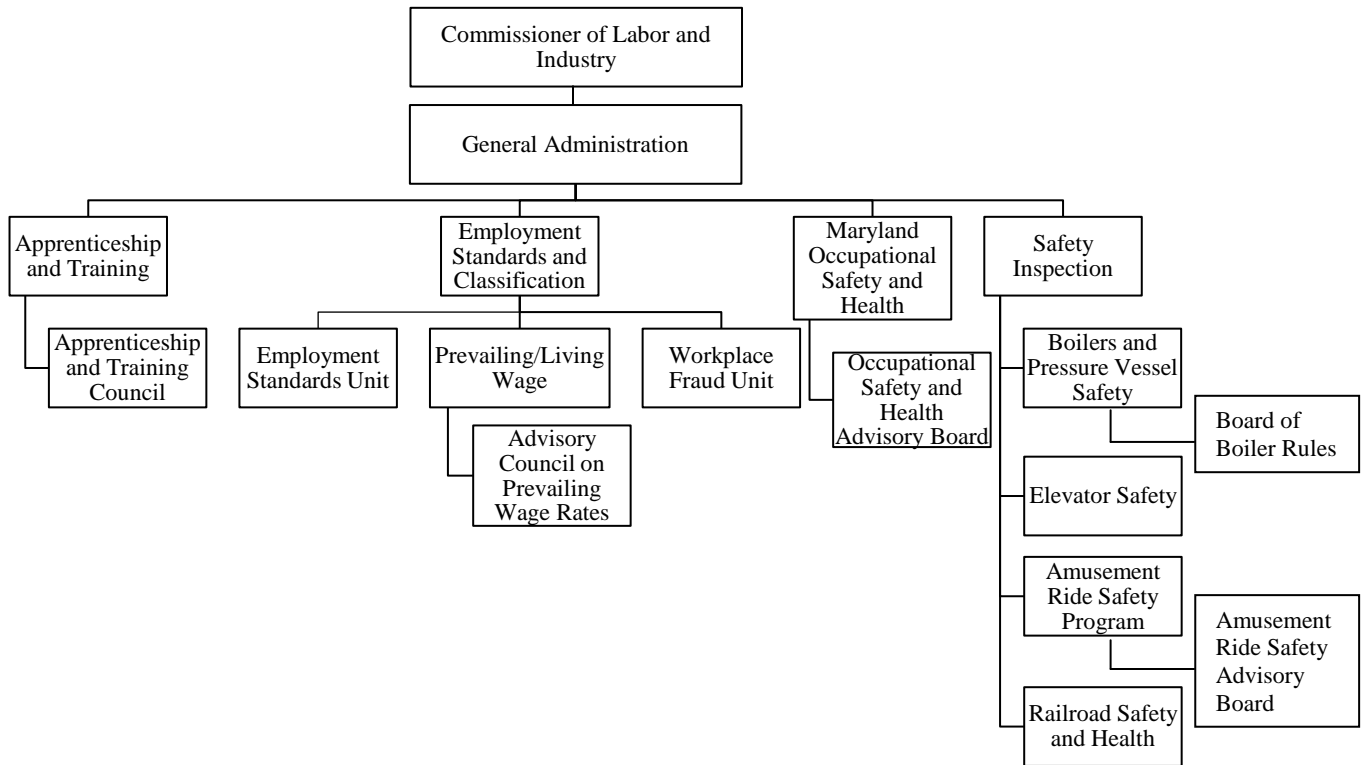 Commissioner of Labor and
Industry
General Administration
Apprenticeship
and Training
Employment
Standards and
Classification
Maryland
Occupational
Safety and
Health
Safety
Inspection
Apprenticeship
and Training
Council
Employment
Standards Unit
Prevailing/Living
Wage
Workplace
Fraud Unit
Advisory
Council on
Prevailing
Wage Rates
Occupational
Safety and
Health
Advisory Board
Boilers and
Pressure Vessel
Safety
Board of
Boiler Rules
Elevator Safety
Amusement
Ride Safety
Program
Amusement
Ride Safety
Advisory
Board
Railroad Safety
and Health